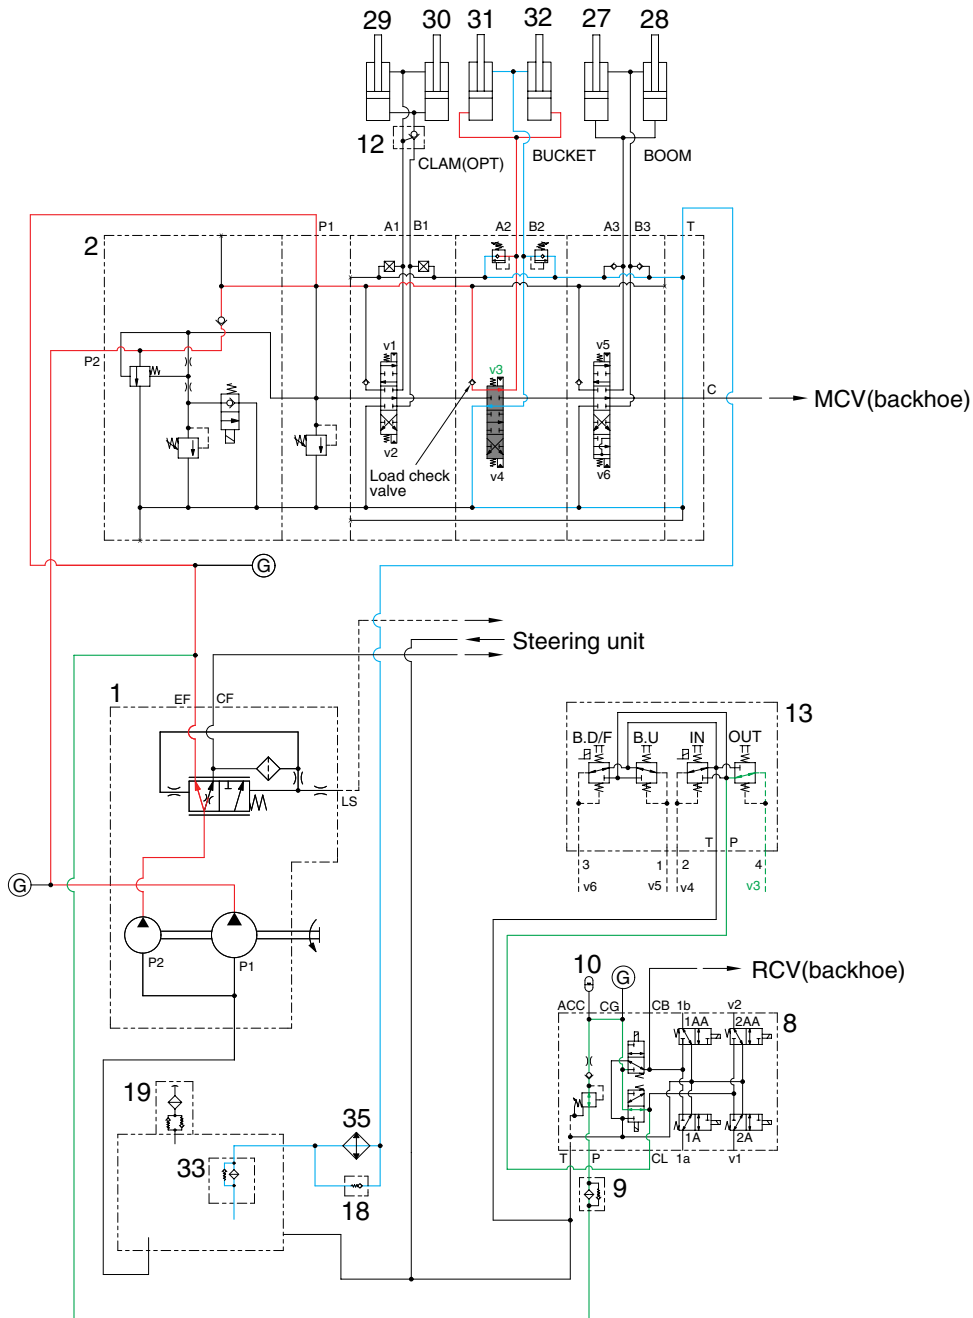 29 30 31 32 27 28
12
CLAM(OPT) BUCKET BOOM
2 P1 A1 B1 A2 B2 A3 B3 T
P2
v1 v3 v5
C MCV(backhoe)
v2 v4 v6
Load check
valve
G
Steering unit
1 EF CF
LS
13
B.D/F B.U IN OUT
T P
3 1 2 4
v6 v5 v4 v3
G
P2 P1
10 G RCV(backhoe)
ACC CG CB 1b v2 8
1AA 2AA
19
35
33
18
1A 2A
T P CL 1a v1
9